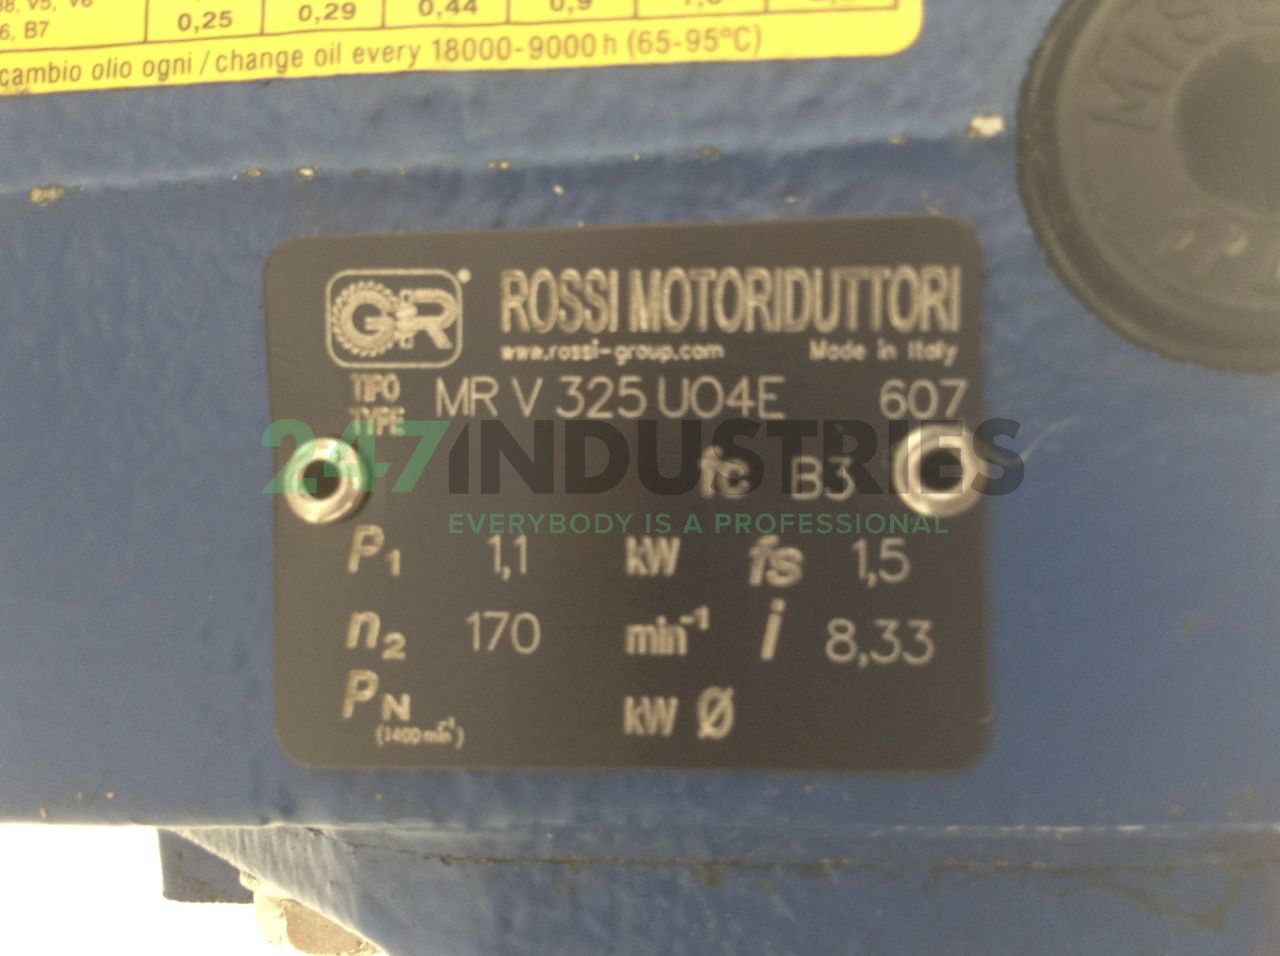 B8, V5, V6
6, B7 0,25 0,29 0,44 0,9
cambio olio ogni / change oil every 18000-9000h (65-95°C)
GR ROSSI MOTORIDUTTORI
www.rossi-group.com Made in Italy
TIPO
TYPE MR V 325 UO4E 607
247INDUSTRIES
fc B3
EVERYBODY IS A PROFESSIONAL
P1 1,1 kW fs 1,5
n2 170 min-1 i 8,33
PN kW Ø
(1400 min-1)